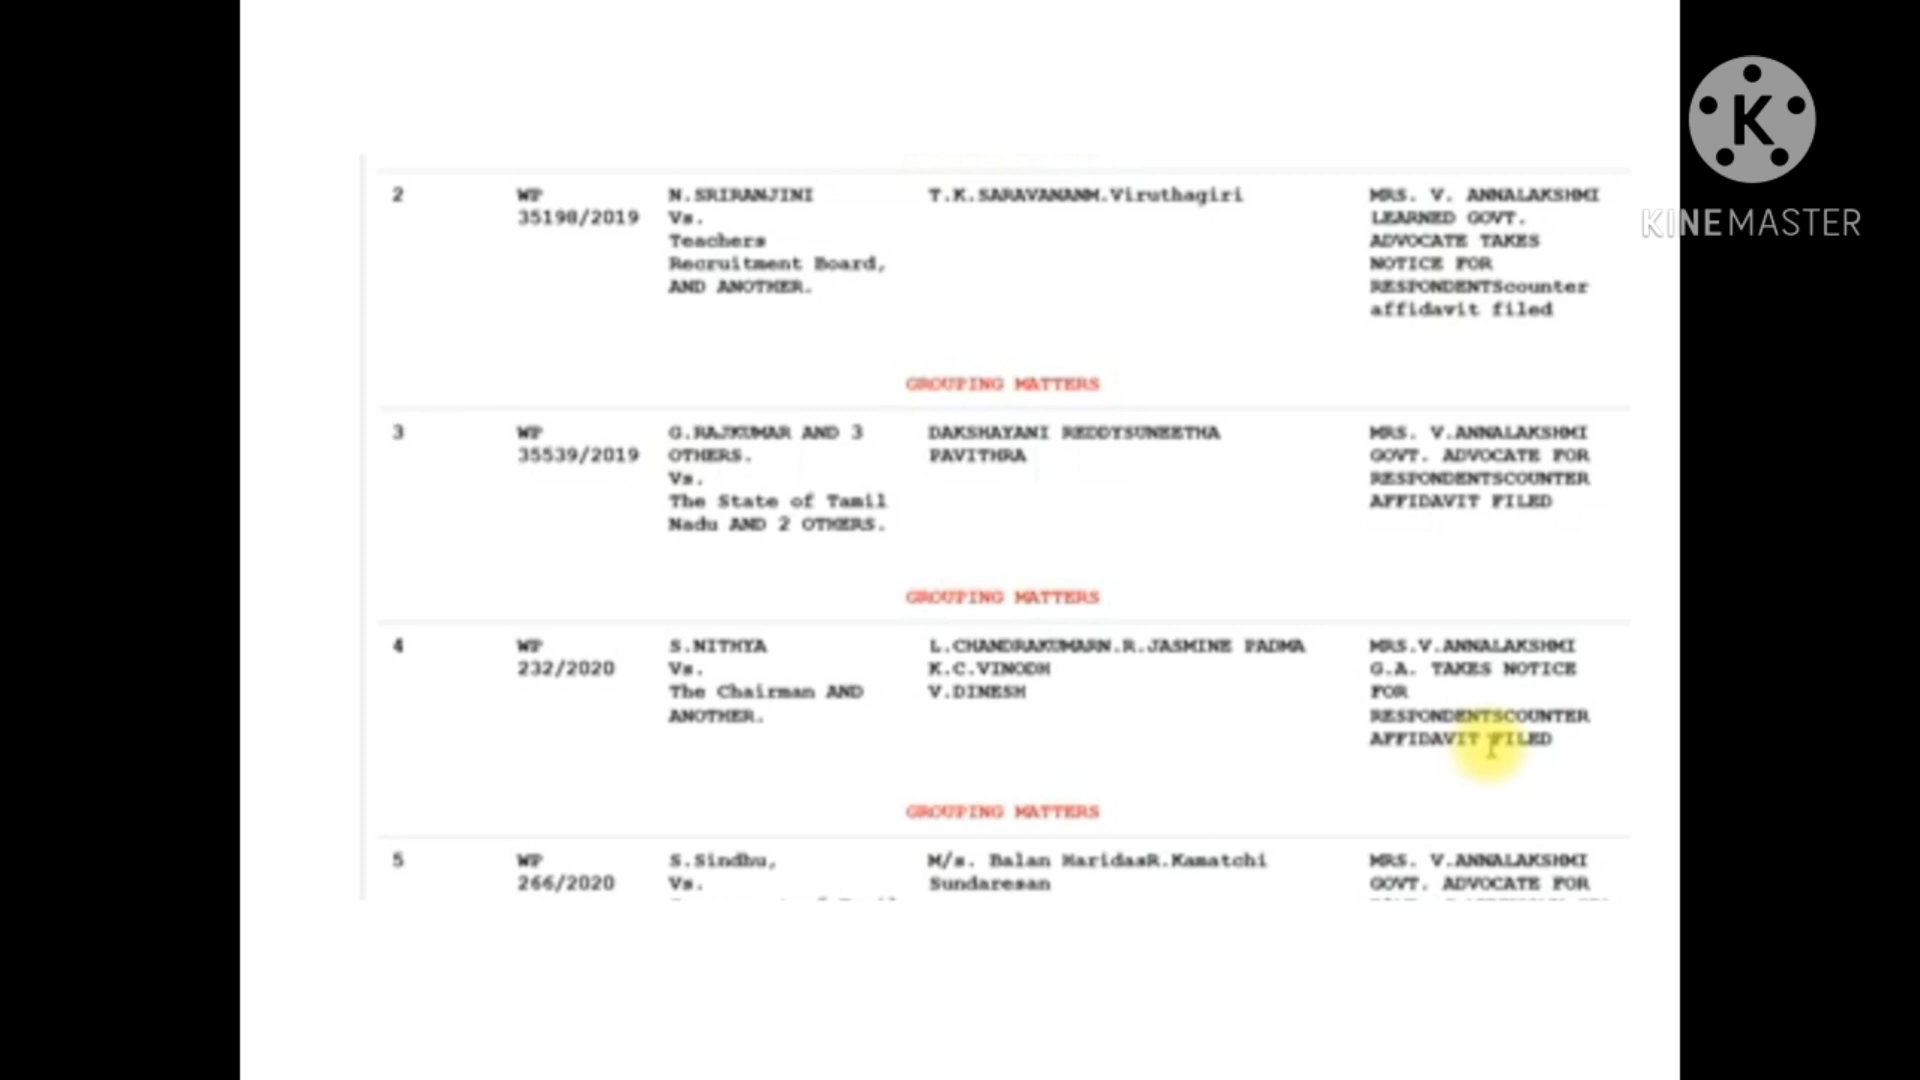 2 WP N.SRIRANJINI T.K.SARAVANANM.Viruthagiri MRS. V. ANNALAKSHMI
35198/2019 Vs. LEARNED GOVT.
Teachers ADVOCATE TAKES
Recruitment Board, NOTICE FOR
AND ANOTHER. RESPONDENTScounter
affidavit filed
GROUPING MATTERS
3 WP G.RAJKUMAR AND 3 DAKSHAYANI REDDYSUNEETHA MRS. V.ANNALAKSHMI
35539/2019 OTHERS. PAVITHRA GOVT. ADVOCATE FOR
Vs. RESPONDENTSCOUNTER
The State of Tamil AFFIDAVIT FILED
Nadu AND 2 OTHERS.
GROUPING MATTERS
4 WP S.NITHYA L.CHANDRAKUMARN.R.JASMINE PADMA MRS.V.ANNALAKSHMI
232/2020 Vs. K.C.VINODH G.A. TAKES NOTICE
The Chairman AND V.DINESH FOR
ANOTHER. RESPONDENTSCOUNTER
AFFIDAVIT FILED
GROUPING MATTERS
5 WP S.Sindhu, M/s. Balan HaridasR.Kamatchi MRS. V.ANNALAKSHMI
266/2020 Vs. Sundaresan GOVT. ADVOCATE FOR
K
KINEMASTER